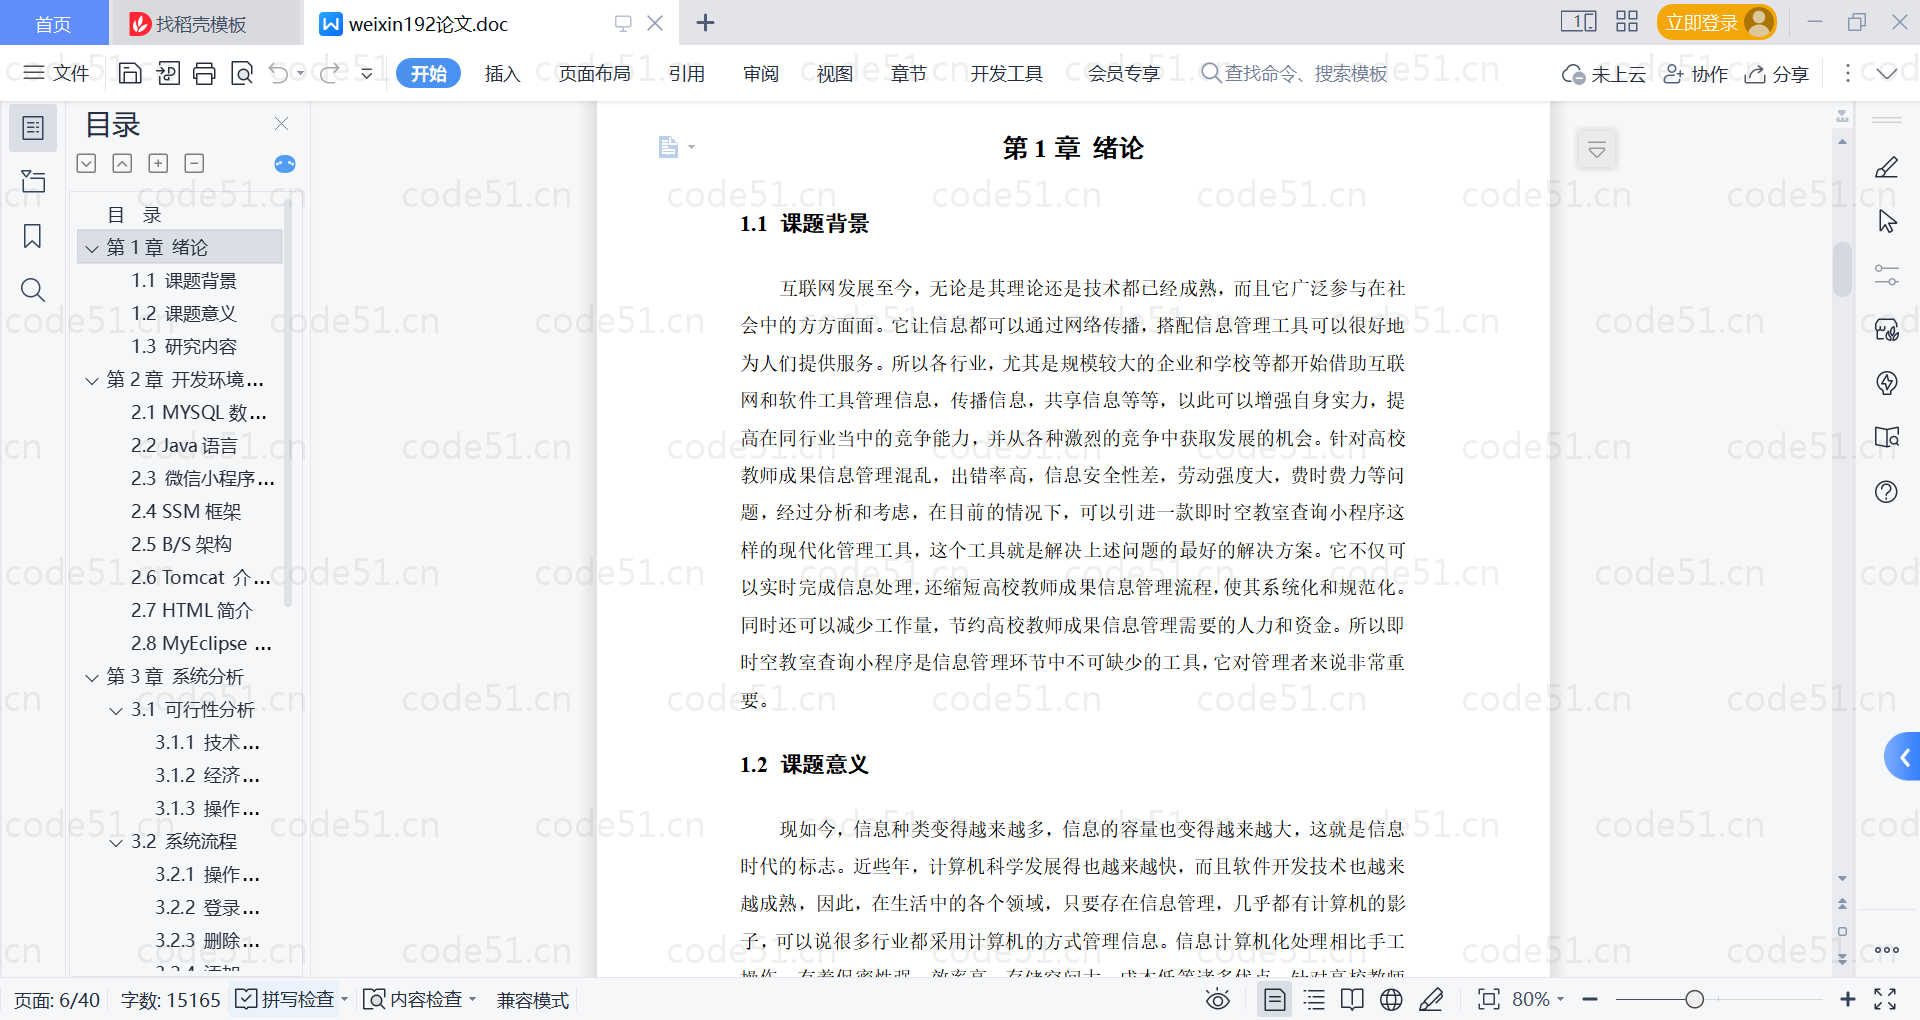 首页
找稻壳模板
weixin192论文.doc
1
立即登录
文件
开始
插入
页面布局
引用
审阅
视图
章节
开发工具
会员专享
查找命令、搜索模板
未上云
协作
分享
目录
目 录
第 1 章 绪论
1.1 课题背景
1.2 课题意义
1.3 研究内容
第 2 章 开发环境...
2.1 MYSQL 数...
2.2 Java 语言
2.3 微信小程序...
2.4 SSM 框架
2.5 B/S 架构
2.6 Tomcat 介...
2.7 HTML 简介
2.8 MyEclipse ...
第 3 章 系统分析
3.1 可行性分析
3.1.1 技术...
3.1.2 经济...
3.1.3 操作...
3.2 系统流程
3.2.1 操作...
3.2.2 登录...
3.2.3 删除...
3.2.4 添加...
第 1 章 绪论
1.1 课题背景
互联网发展至今，无论是其理论还是技术都已经成熟，而且它广泛参与在社
会中的方方面面。它让信息都可以通过网络传播，搭配信息管理工具可以很好地
为人们提供服务。所以各行业，尤其是规模较大的企业和学校等都开始借助互联
网和软件工具管理信息，传播信息，共享信息等等，以此可以增强自身实力，提
高在同行业当中的竞争能力，并从各种激烈的竞争中获取发展的机会。针对高校
教师成果信息管理混乱，出错率高，信息安全性差，劳动强度大，费时费力等问
题，经过分析和考虑，在目前的情况下，可以引进一款即时空教室查询小程序这
样的现代化管理工具，这个工具就是解决上述问题的最好的解决方案。它不仅可
以实时完成信息处理，还缩短高校教师成果信息管理流程，使其系统化和规范化。
同时还可以减少工作量，节约高校教师成果信息管理需要的人力和资金。所以即
时空教室查询小程序是信息管理环节中不可缺少的工具，它对管理者来说非常重
要。
1.2 课题意义
现如今，信息种类变得越来越多，信息的容量也变得越来越大，这就是信息
时代的标志。近些年，计算机科学发展得也越来越快，而且软件开发技术也越来
越成熟，因此，在生活中的各个领域，只要存在信息管理，几乎都有计算机的影
子，可以说很多行业都采用计算机的方式管理信息。信息计算机化处理相比手工
操作，有着保密性强，效率高，存储空间大，成本低等诸多优点。针对高校教师
页面: 6/40
字数: 15165
拼写检查
内容检查
兼容模式
80%
code51.cn